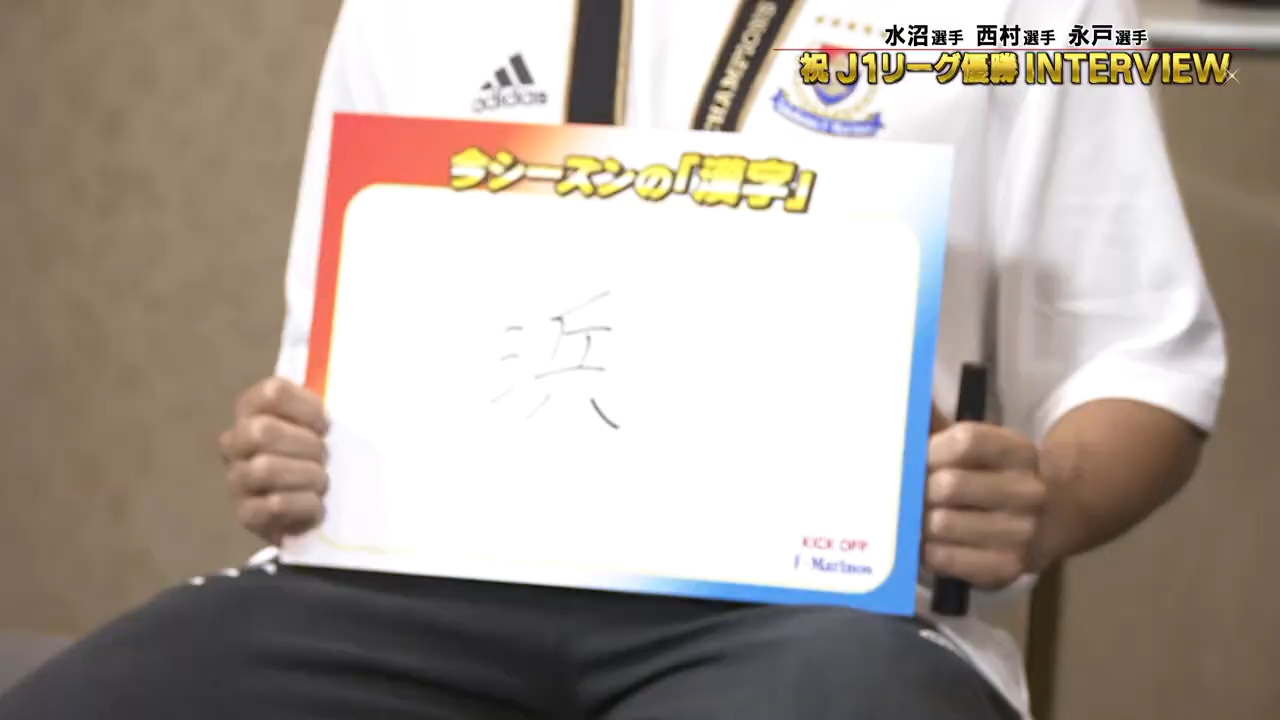 水沼選手 西村選手 永戸選手
祝 J1リーグ優勝 INTERVIEW
CHAMPIONS
adidas
今シーズンの「漢字」
浜
KICK OFF
F・Marinos